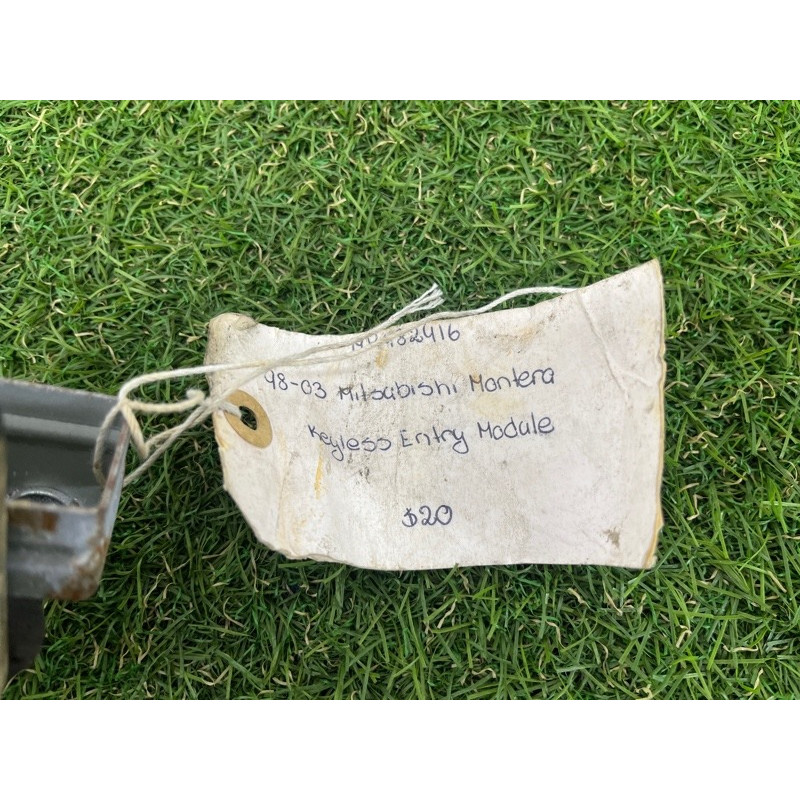 98-03 Mitsubishi Montera
Keyless Entry Module
$20